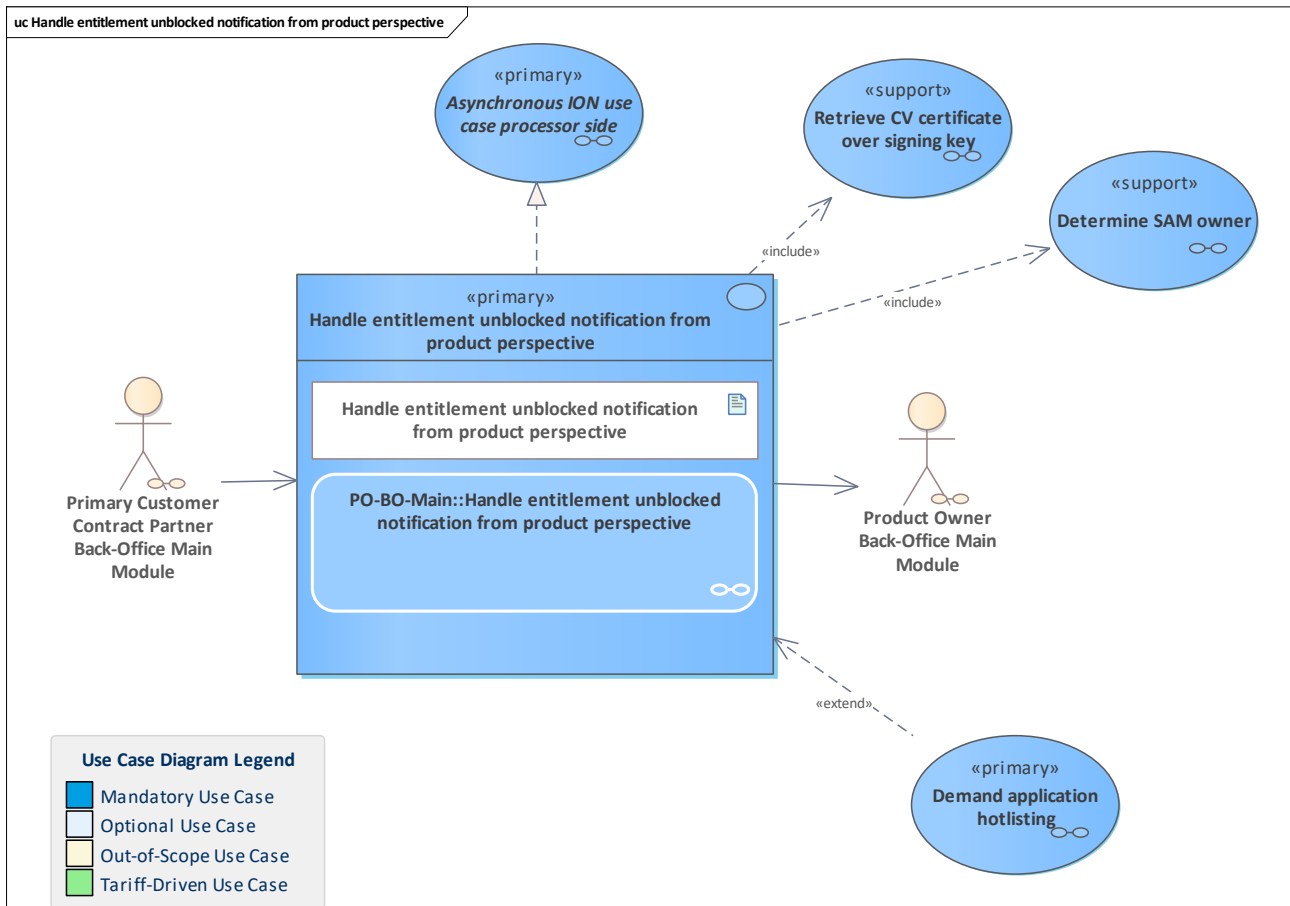 uc Handle entitlement unblocked notification from product perspective
«primary»
Asynchronous ION use
case processor side
«support»
Retrieve CV certificate
over signing key
«support»
Determine SAM owner
«include»
«include»
«primary»
Handle entitlement unblocked notification from
product perspective
Handle entitlement unblocked notification
from product perspective
PO-BO-Main::Handle entitlement unblocked
notification from product perspective
Primary Customer
Contract Partner
Back-Office Main
Module
Product Owner
Back-Office Main
Module
«extend»
«primary»
Demand application
hotlisting
Use Case Diagram Legend
Mandatory Use Case
Optional Use Case
Out-of-Scope Use Case
Tariff-Driven Use Case